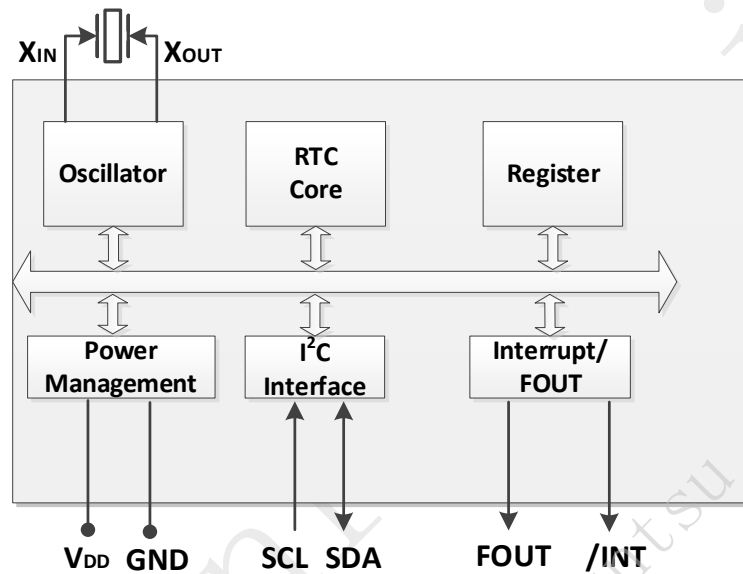 XIN XOUT
Oscillator
RTC
Core
Register
Power
Management
I²C
Interface
Interrupt/
FOUT
VDD GND SCL SDA FOUT /INT